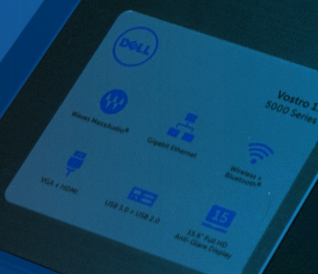 DELL
Vostro 1
5000 Series
Waves MaxxAudio®
Gigabit Ethernet
Wireless +
Bluetooth®
VGA + HDMI
USB 3.0 + USB 2.0
15
15.6" Full HD
Anti-Glare Display